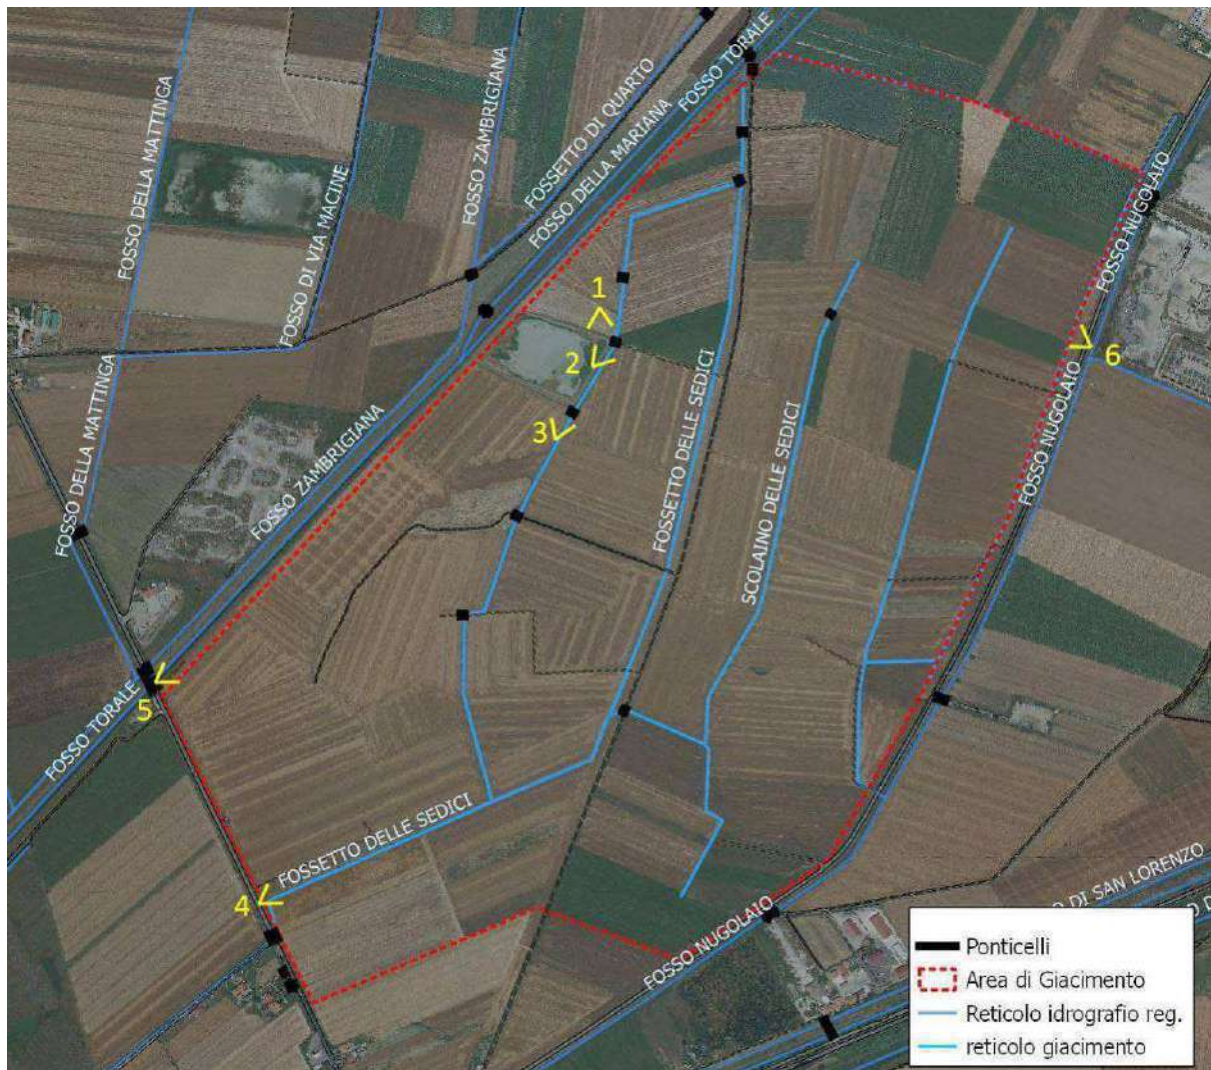 FOSSO TORALE
FOSSO DELLA MATTINGA
FOSSO ZAMBRIGIANA
FOSSETTO DI QUARTO
FOSSO DELLA MARIANA
FOSSO DI VIA MACINE
FOSSO NUGOLAIO
1
2
3
6
FOSSO DELLA MATTINGA
FOSSO ZAMBRIGIANA
FOSSETTO DELLE SEDICI
SCOLAINO DELLE SEDICI
FOSSO NUGOLAIO
5
FOSSO TORALE
FOSSETTO DELLE SEDICI
4
FOSSO NUGOLAIO
O DI SAN LORENZO
O D
Ponticelli
Area di Giacimento
Reticolo idrografio reg.
reticolo giacimento